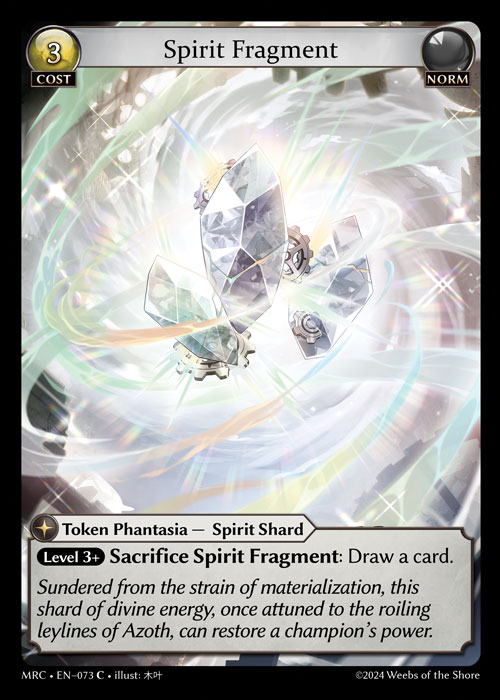 3
Spirit Fragment
COST
NORM
Token Phantasia — Spirit Shard
Level 3+ Sacrifice Spirit Fragment: Draw a card.
Sundered from the strain of materialization, this
shard of divine energy, once attuned to the roiling
leylines of Azoth, can restore a champion's power.
MRC • EN–073 C • illust: 木叶
©2024 Weebs of the Shore